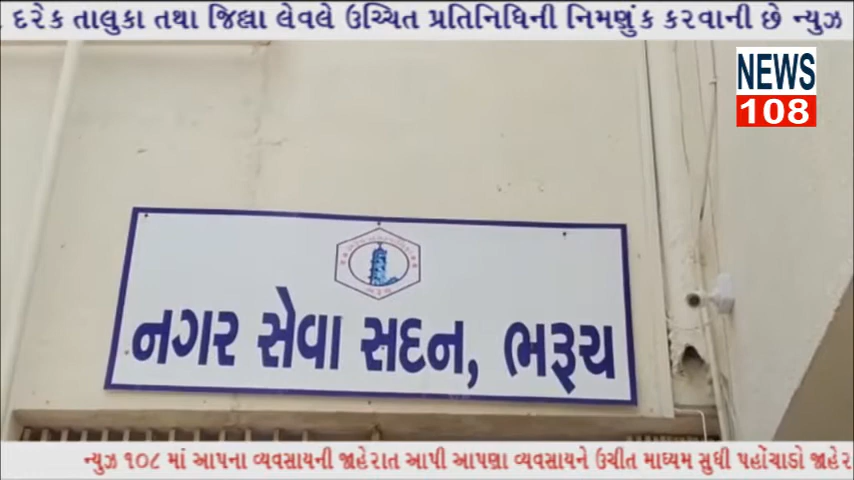 દરેક તાલુકા તથા જિલ્લા લેવલે ઉચ્ચિત પ્રતિનિધિની નિમણુંક કરવાની છે ન્યુઝ
NEWS
108
નગર સેવા સદન, ભરૂચ
ન્યુઝ ૧૦૮ માં આપના વ્યવસાયની જાહેરાત આપી આપણા વ્યવસાયને ઉચીત માધ્યમ સુધી પહોંચાડો જાહેર